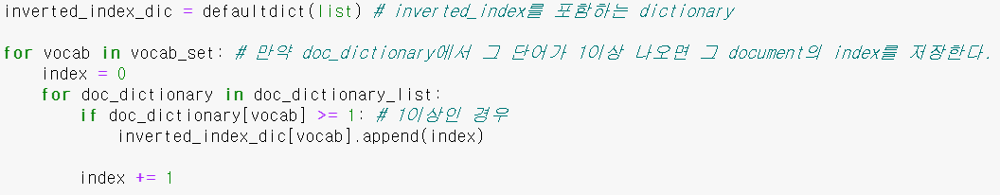 inverted_index_dic = defaultdict(list) # inverted_index를 포함하는 dictionary
for vocab in vocab_set: # 만약 doc_dictionary에서 그 단어가 1이상 나오면 그 document의 index를 저장한다.
    index = 0
    for doc_dictionary in doc_dictionary_list:
        if doc_dictionary[vocab] >= 1: # 1이상인 경우
            inverted_index_dic[vocab].append(index)
        index += 1